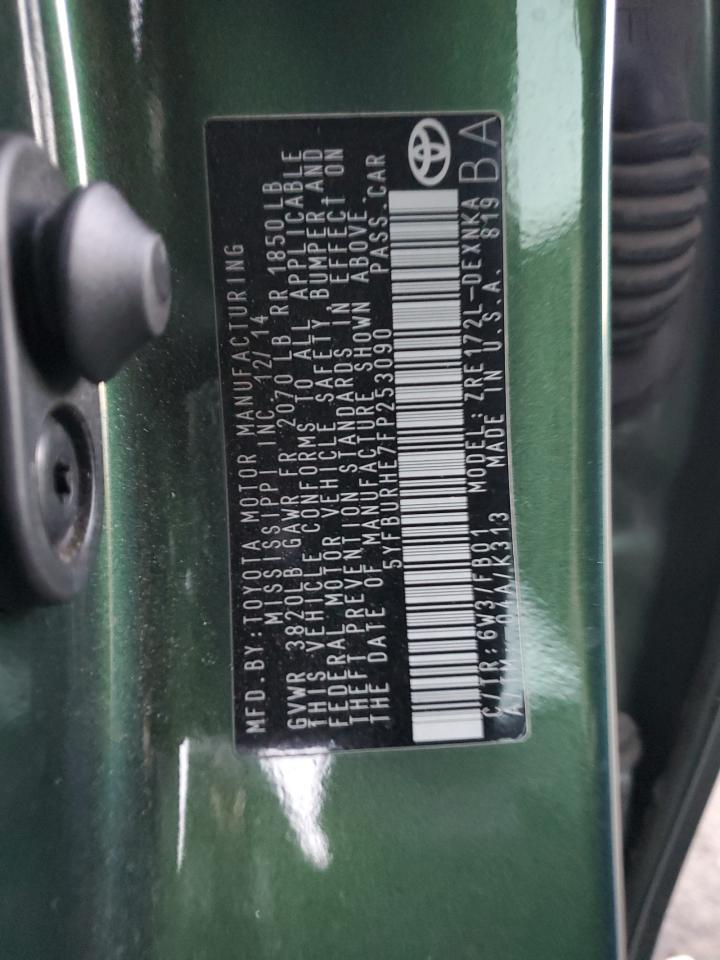 MFD.BY:TOYOTA MOTOR MANUFACTURING
MISSISSIPPI INC 12/14
GVWR 3820LB GAWR FR 2070 LB RR 1850 LB
THIS VEHICLE CONFORMS TO ALL APPLICABLE
FEDERAL MOTOR VEHICLE SAFETY, BUMPER AND
THEFT PREVENTION STANDARDS IN EFFECT ON
THE DATE OF MANUFACTURE SHOWN ABOVE.
5YFBURHE7FP253090 PASS.CAR
C/TR:6W3/FB01 MODEL:ZRE172L-DEXNKA
A/TM:-04A/K313 MADE IN U.S.A. 819
BA